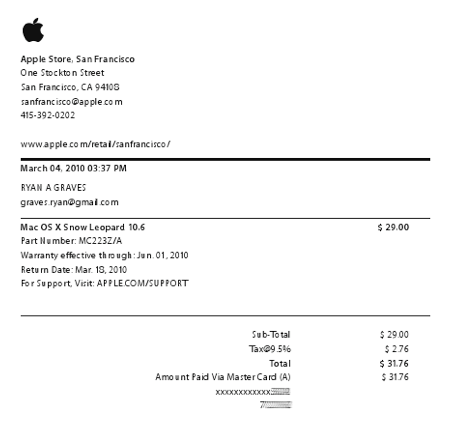 Apple Store, San Francisco
One Stockton Street
San Francisco, CA 94108
sanfrancisco@apple.com
415-392-0202
www.apple.com/retail/sanfrancisco/
March 04, 2010 03:37 PM
RYAN A GRAVES
graves.ryan@gmail.com
Mac OS X Snow Leopard 10.6 $ 29.00
Part Number: MC223Z/A
Warranty effective through: Jun. 01, 2010
Return Date: Mar. 18, 2010
For Support, Visit: APPLE.COM/SUPPORT
Sub-Total $ 29.00
Tax@9.5% $ 2.76
Total $ 31.76
Amount Paid Via Master Card (A) $ 31.76
xxxxxxxxxxxx